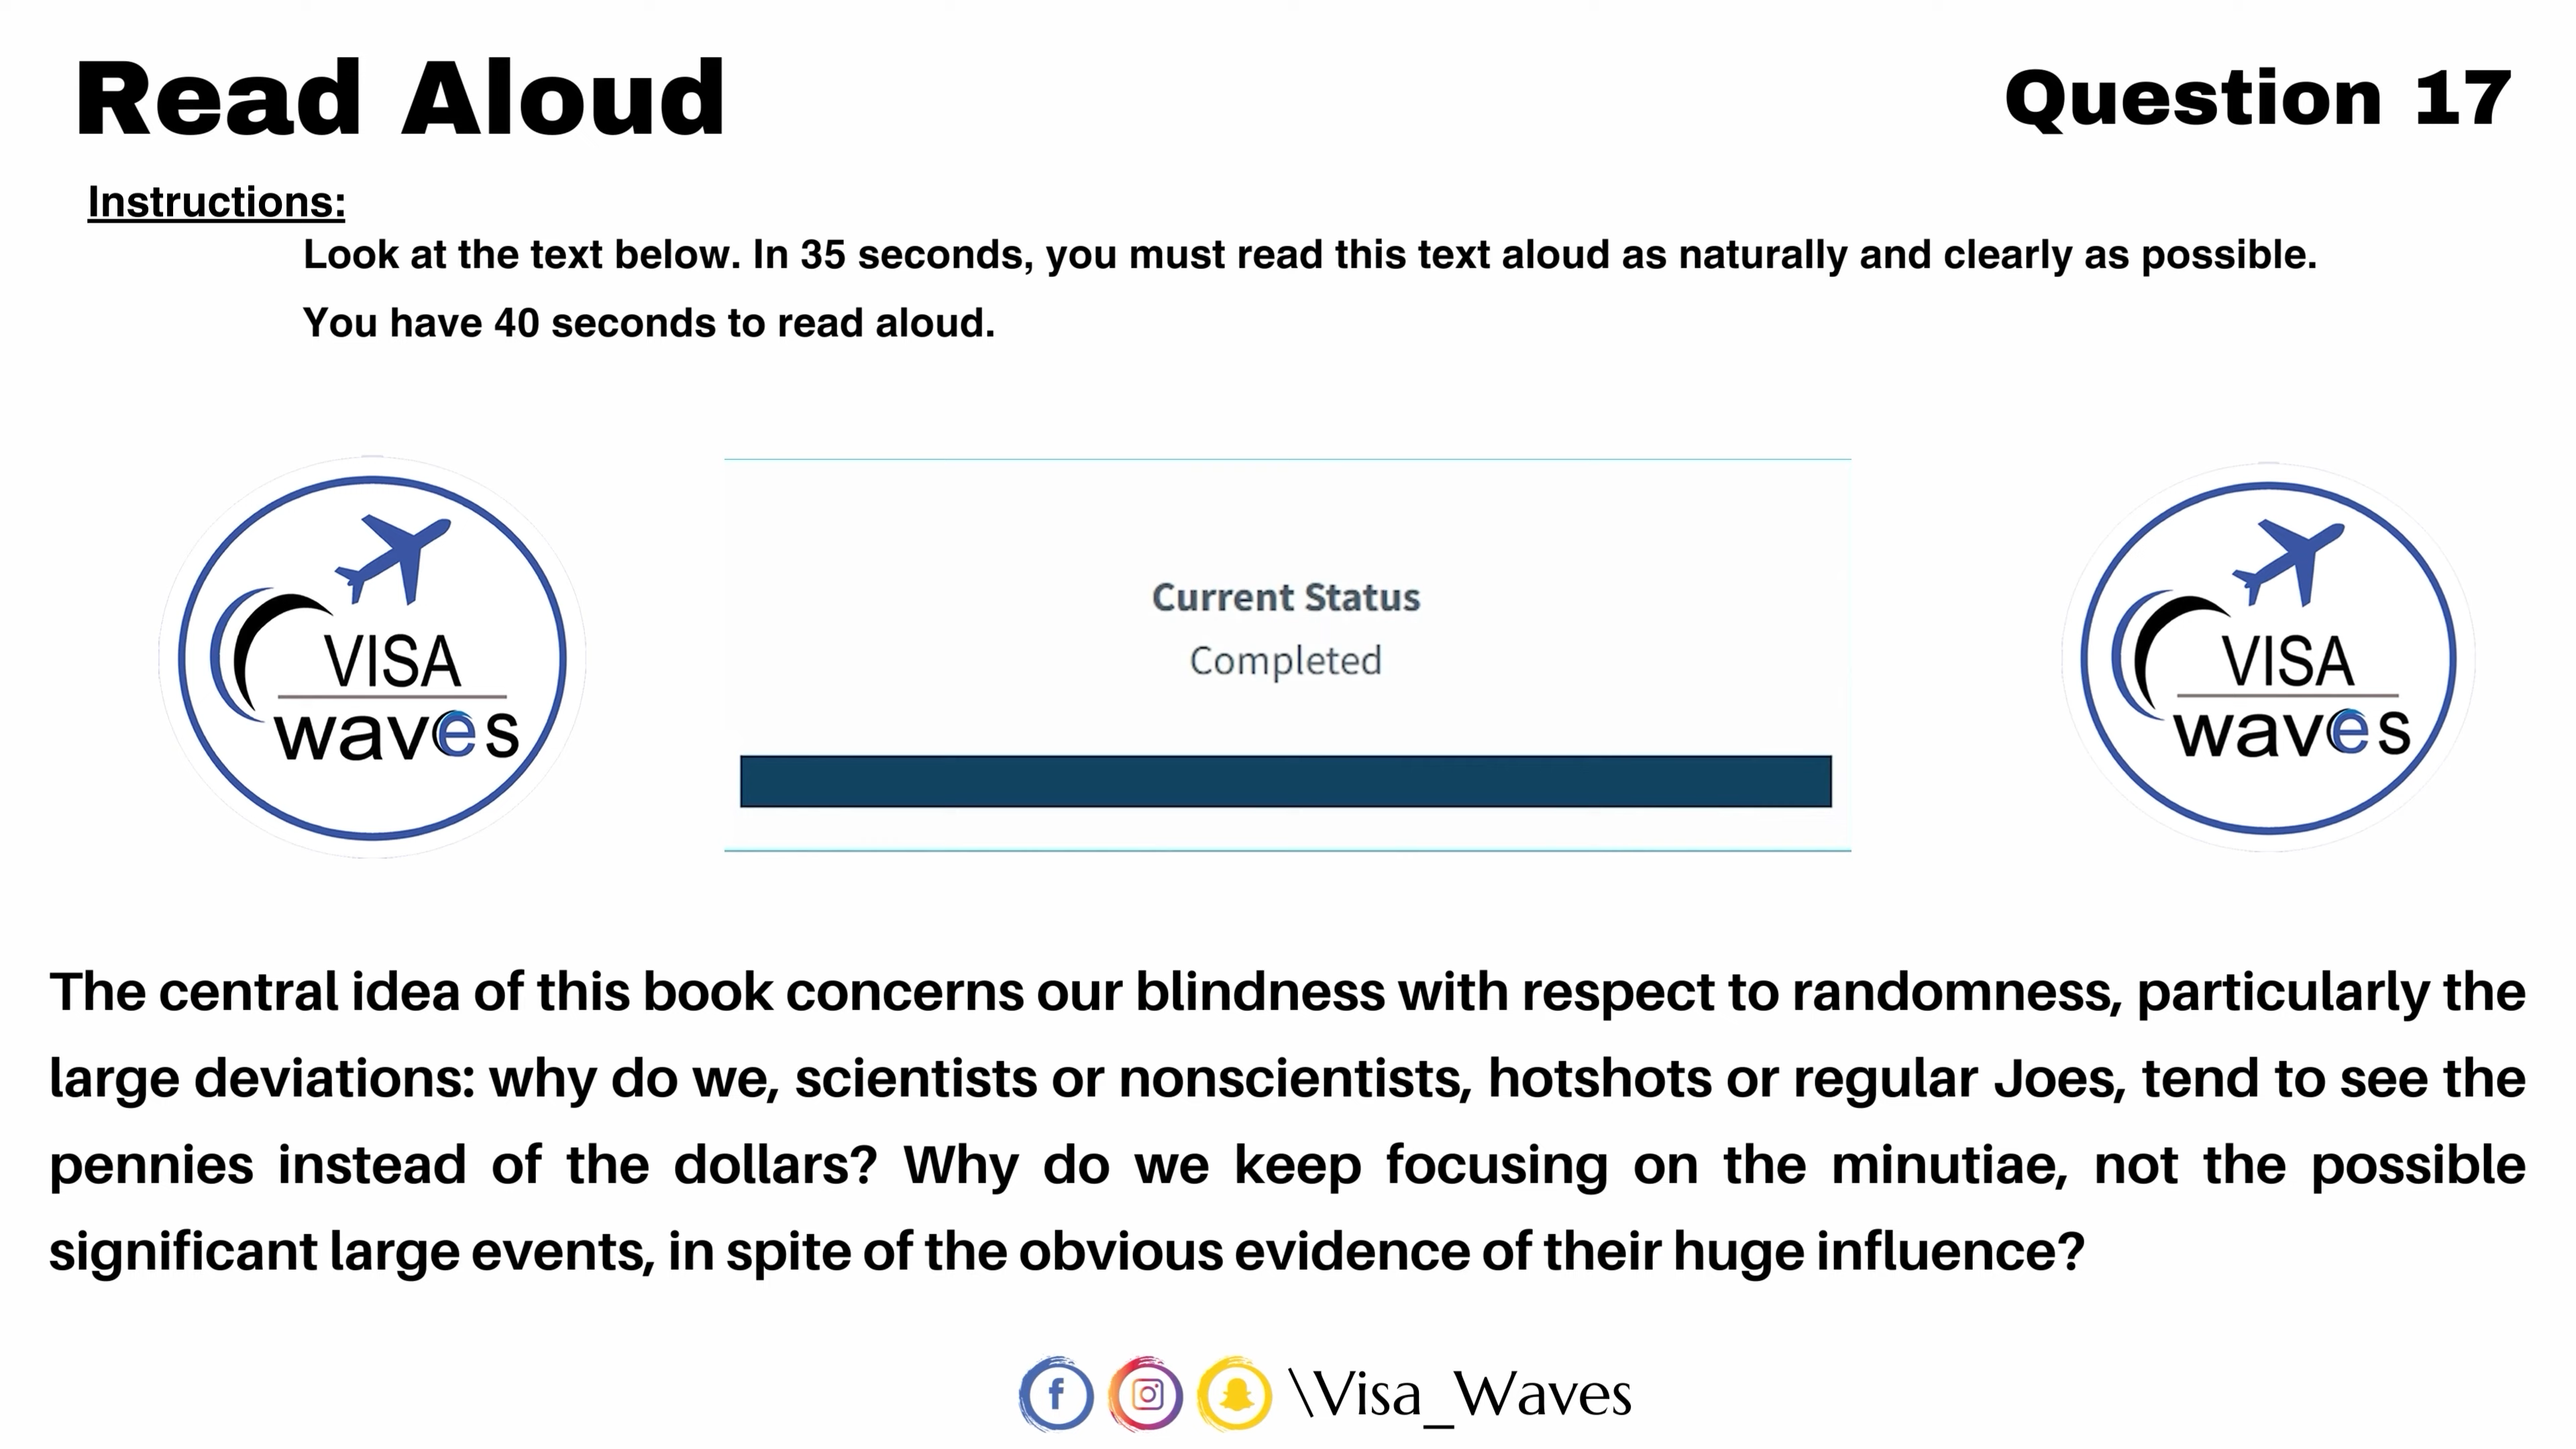 Read Aloud
Question 17
Instructions:
Look at the text below. In 35 seconds, you must read this text aloud as naturally and clearly as possible.
You have 40 seconds to read aloud.
VISA
waves
Current Status
Completed
VISA
waves
The central idea of this book concerns our blindness with respect to randomness, particularly the
large deviations: why do we, scientists or nonscientists, hotshots or regular Joes, tend to see the
pennies instead of the dollars? Why do we keep focusing on the minutiae, not the possible
significant large events, in spite of the obvious evidence of their huge influence?
\Visa_Waves